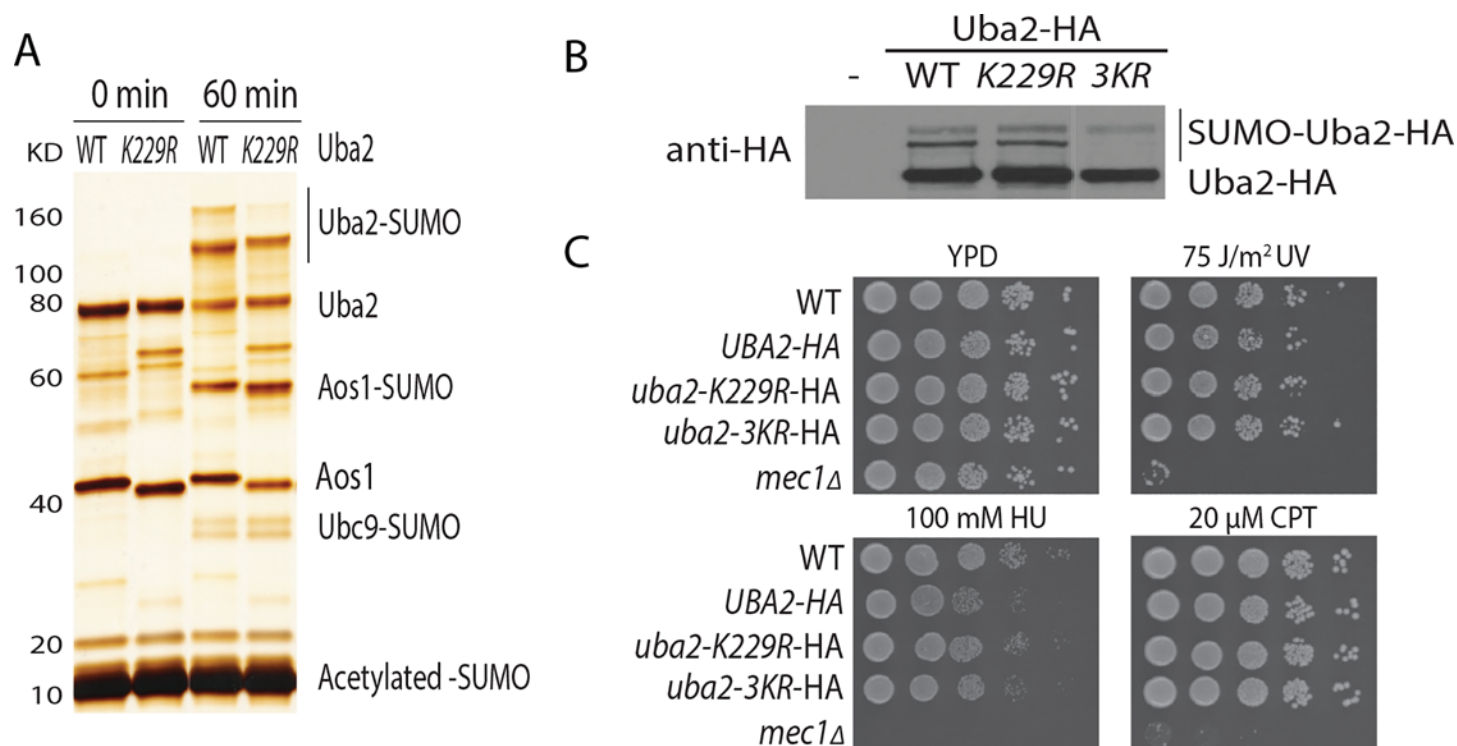 A
0 min 60 min
KD WT K229R WT K229R Uba2
160
Uba2-SUMO
100
80 Uba2
60
Aos1-SUMO
Aos1
40
Ubc9-SUMO
20
Acetylated -SUMO
10
B
Uba2-HA
- WT K229R 3KR
anti-HA
SUMO-Uba2-HA
Uba2-HA
C
YPD 75 J/m² UV
WT
UBA2-HA
uba2-K229R-HA
uba2-3KR-HA
mec1Δ
100 mM HU 20 μM CPT
WT
UBA2-HA
uba2-K229R-HA
uba2-3KR-HA
mec1Δ